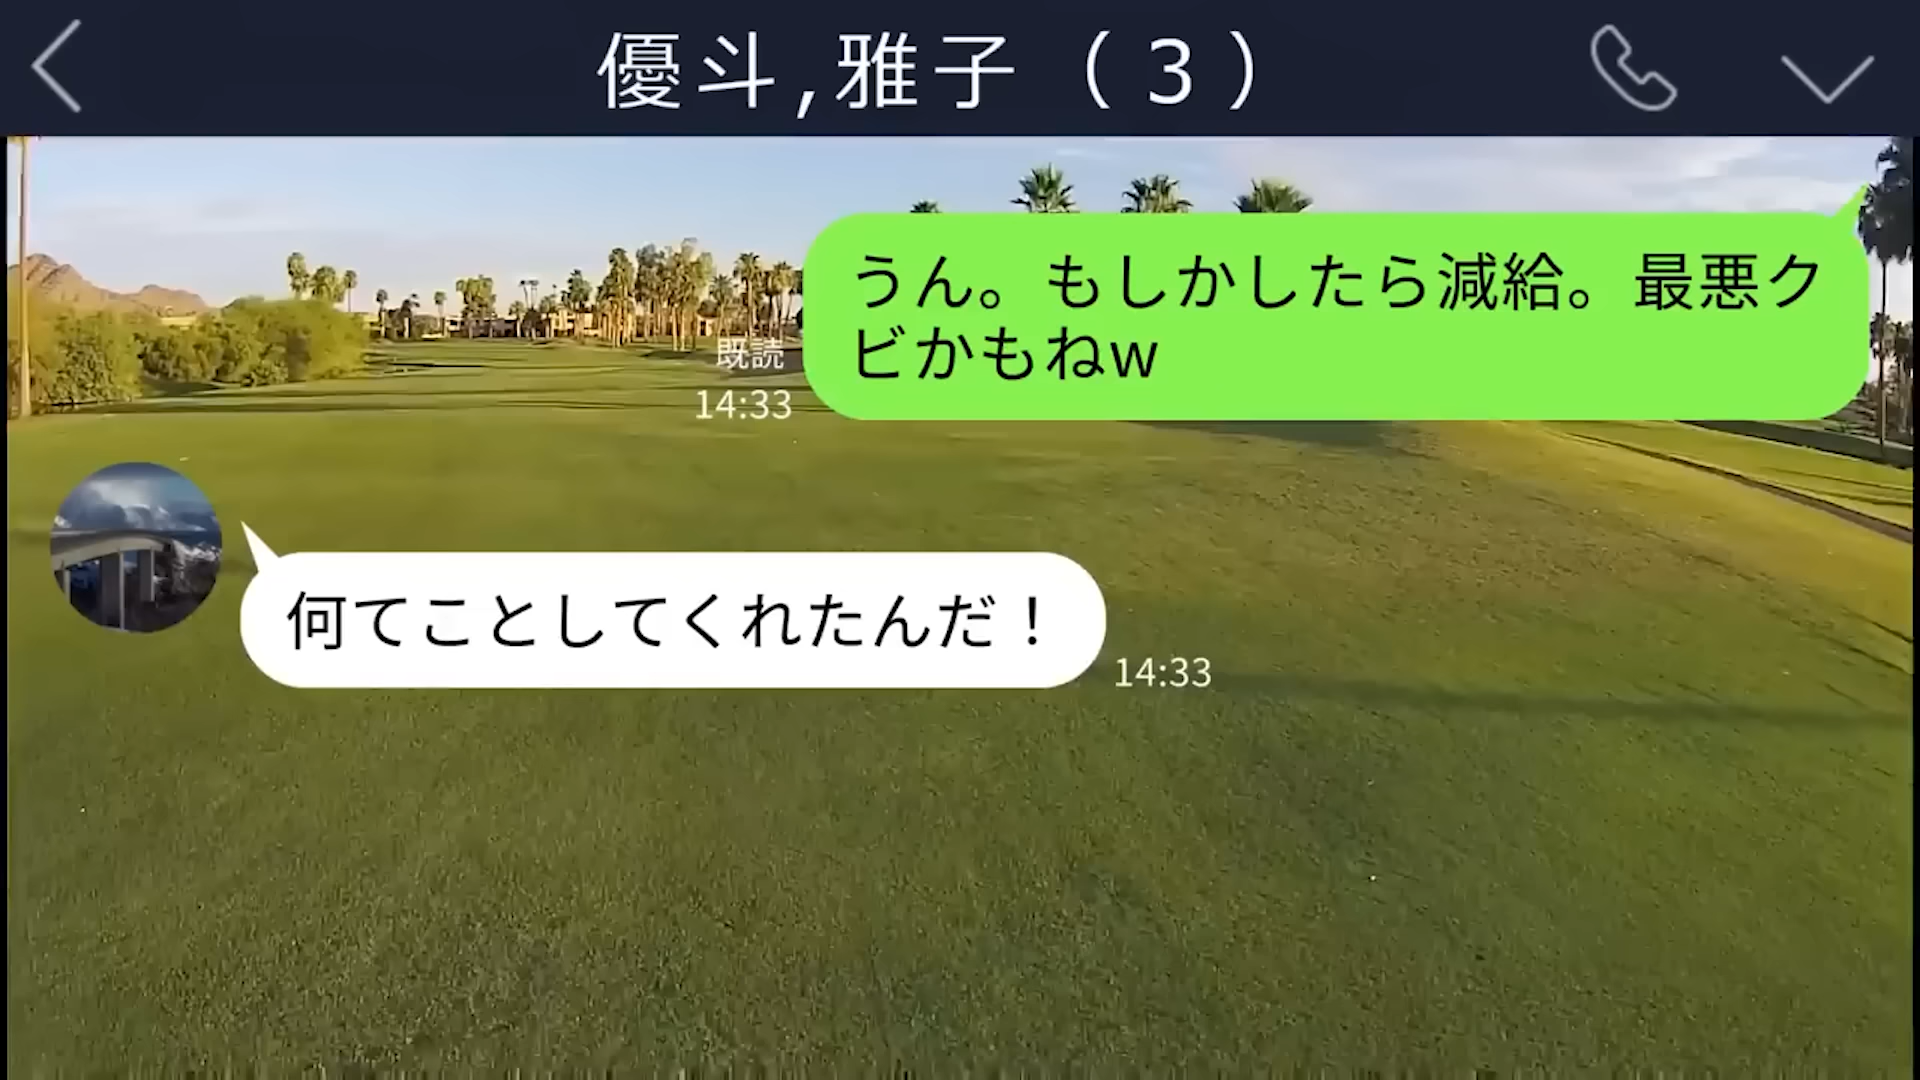 優斗,雅子（3）
うん。もしかしたら減給。最悪ク
ビかもねw
既読
14:33
何てことしてくれたんだ！
14:33